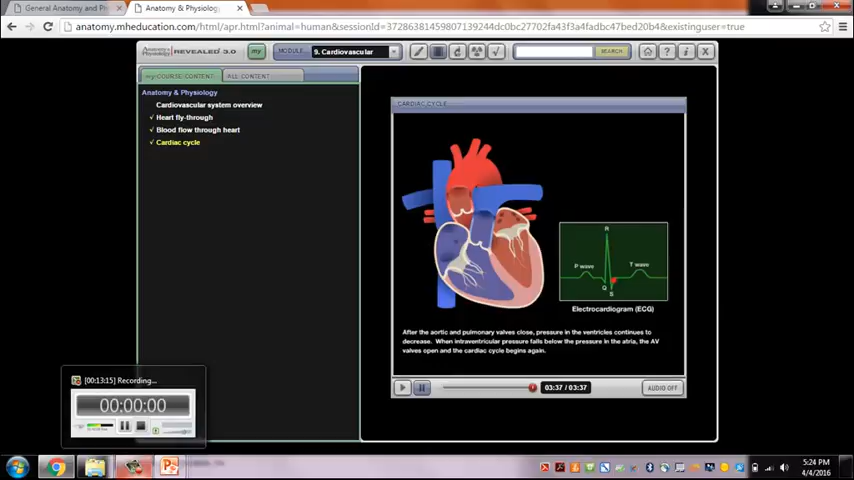 General Anatomy and Ph
Anatomy & Physiology
anatomy.mheducation.com/html/apr.html?animal=human&sessionId=37286381459807139244dc0bc27702fa43f3a4fadbc47bed20b4&existinguser=true
Anatomy & Physiology REVEALED 3.0
my
MODULE
9. Cardiovascular
SEARCH
my COURSE CONTENT
ALL CONTENT
Anatomy & Physiology
Cardiovascular system overview
√ Heart fly-through
√ Blood flow through heart
√ Cardiac cycle
CARDIAC CYCLE
R
P wave
T wave
Q
S
Electrocardiogram (ECG)
After the aortic and pulmonary valves close, pressure in the ventricles continues to
decrease. When intraventricular pressure falls below the pressure in the atria, the AV
valves open and the cardiac cycle begins again.
03:37 / 03:37
AUDIO OFF
[00:13:15] Recording...
00:00:00
5:24 PM
4/4/2016